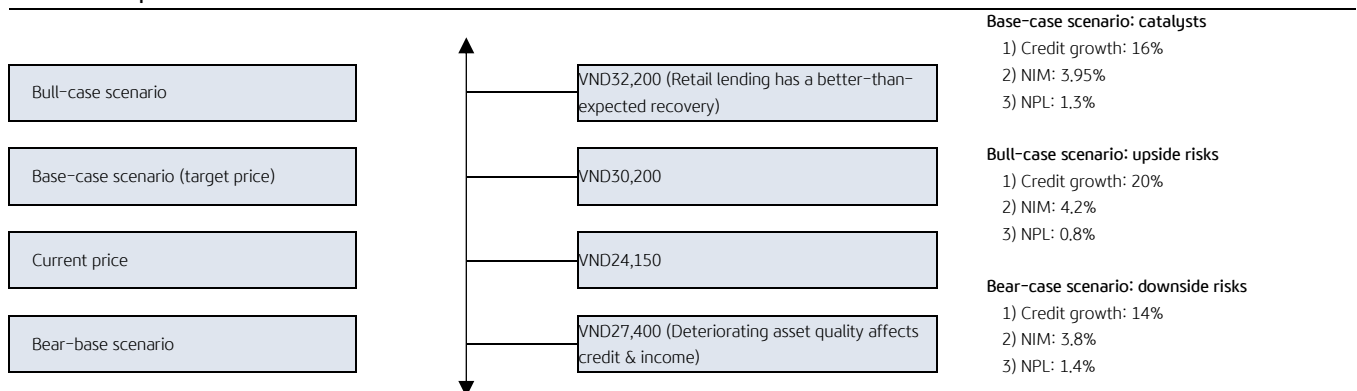 Bull-case scenario
VND32,200 (Retail lending has a better-than-
expected recovery)
Base-case scenario (target price)
VND30,200
Current price
VND24,150
Bear-base scenario
VND27,400 (Deteriorating asset quality affects
credit & income)
Base-case scenario: catalysts
1) Credit growth: 16%
2) NIM: 3.95%
3) NPL: 1.3%
Bull-case scenario: upside risks
1) Credit growth: 20%
2) NIM: 4.2%
3) NPL: 0.8%
Bear-case scenario: downside risks
1) Credit growth: 14%
2) NIM: 3.8%
3) NPL: 1.4%